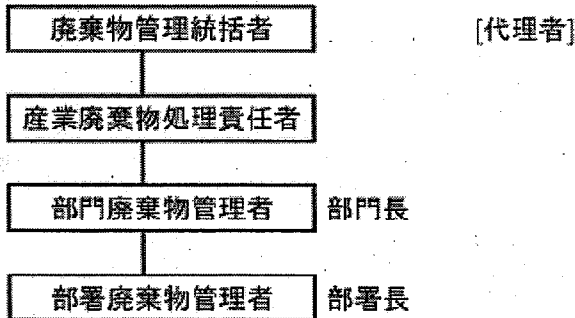 廃棄物管理統括者 [代理者]
産業廃棄物処理責任者
部門廃棄物管理者 部門長
部署廃棄物管理者 部署長